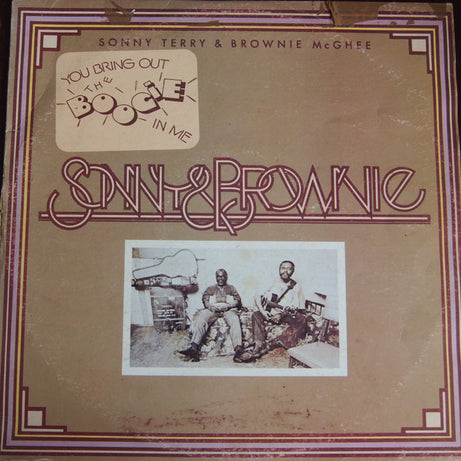 SONNY TERRY & BROWNIE McGHEE
YOU BRING OUT
THE
BOOGIE
IN ME
SONNY & BROWNIE